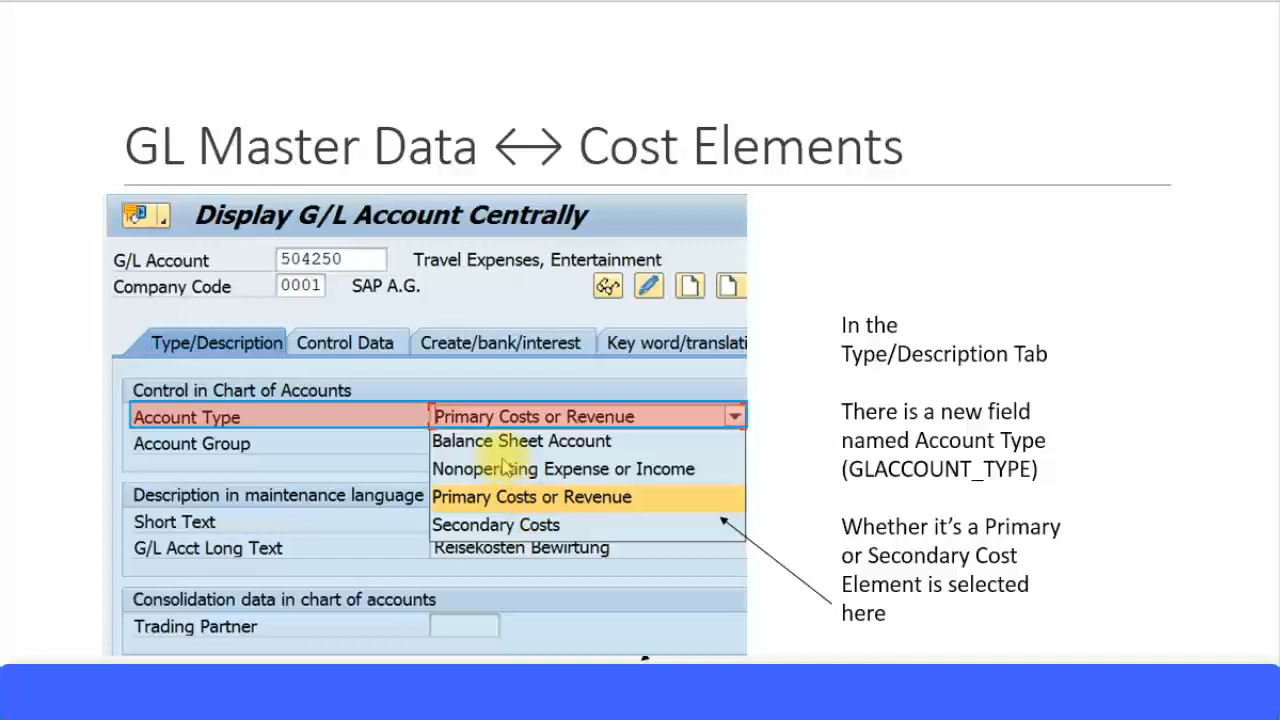 GL Master Data ↔ Cost Elements
Display G/L Account Centrally
G/L Account 504250 Travel Expenses, Entertainment
Company Code 0001 SAP A.G.
Type/Description Control Data Create/bank/interest Key word/translati
Control in Chart of Accounts
Account Type Primary Costs or Revenue
Account Group
Balance Sheet Account
Nonoperating Expense or Income
Primary Costs or Revenue
Secondary Costs
Description in maintenance language
Short Text
G/L Acct Long Text Reisekosten Bewirtung
Consolidation data in chart of accounts
Trading Partner
In the
Type/Description Tab
There is a new field
named Account Type
(GLACCOUNT_TYPE)
Whether it’s a Primary
or Secondary Cost
Element is selected
here